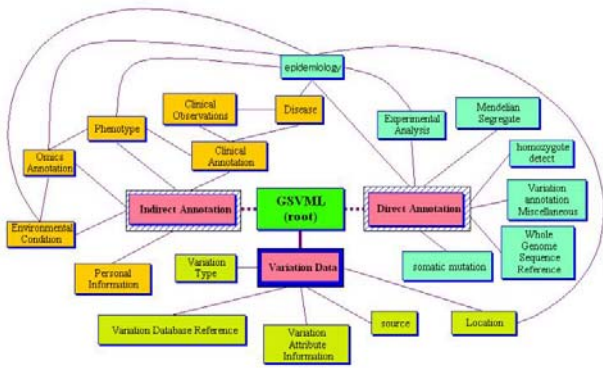 epidemiology
Clinical
Observations
Disease
Mendelian
Segregate
Experimental
Analysis
Phenotype
Clinical
Annotation
homozygote
detect
Omics
Annotation
Indirect Annotation
GSVML
(root)
Direct Annotation
Variation
annotation
Miscellaneous
Environmental
Condition
Whole
Genome
Sequence
Reference
Personal
Information
Variation
Type
Variation Data
somatic mutation
Variation Database Reference
Variation
Attribute
Information
source
Location